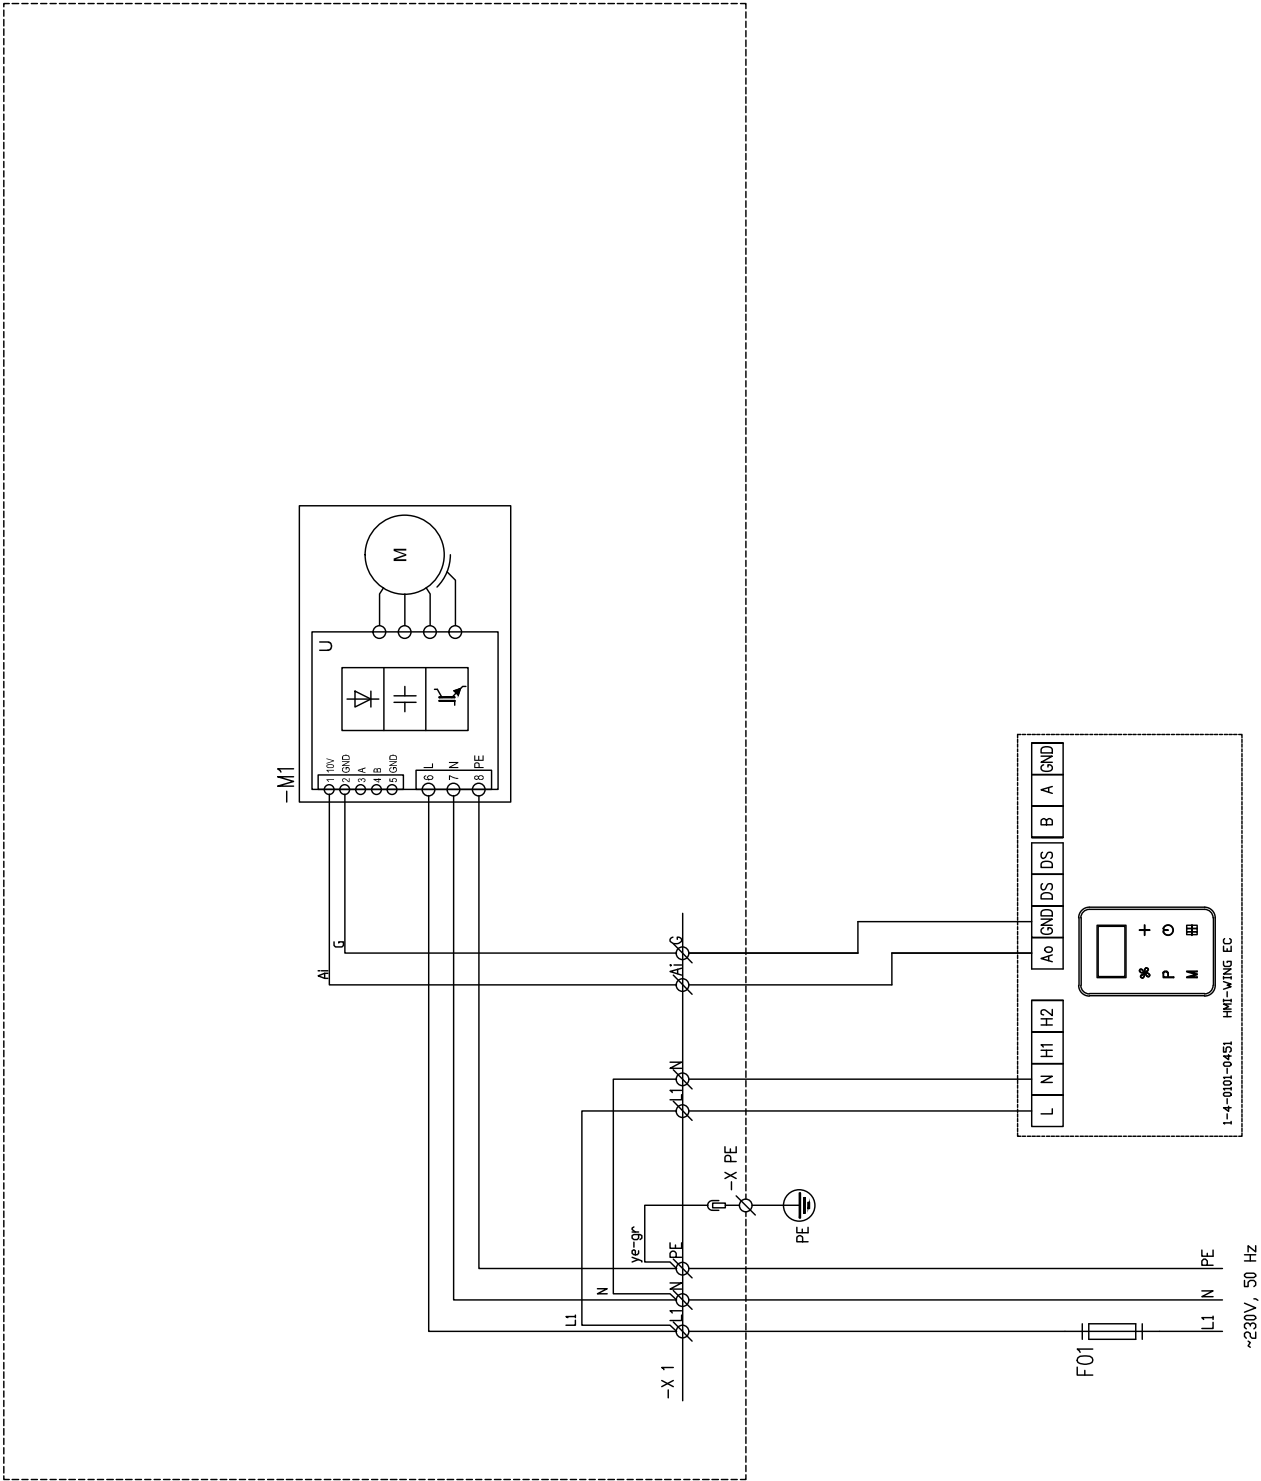 -M1
U
M
1 10V
2 GND
3 A
4 B
5 GND
6 L
7 N
8 PE
Ai
G
L1
N
ye-gr
-X 1
L1
N
PE
L1
N
Ai
G
-X PE
PE
L
N
H1
H2
Ao
GND
DS
DS
B
A
GND
P
M
1-4-0101-0451 HMI-WING EC
F01
L1
N
PE
~230V, 50 Hz